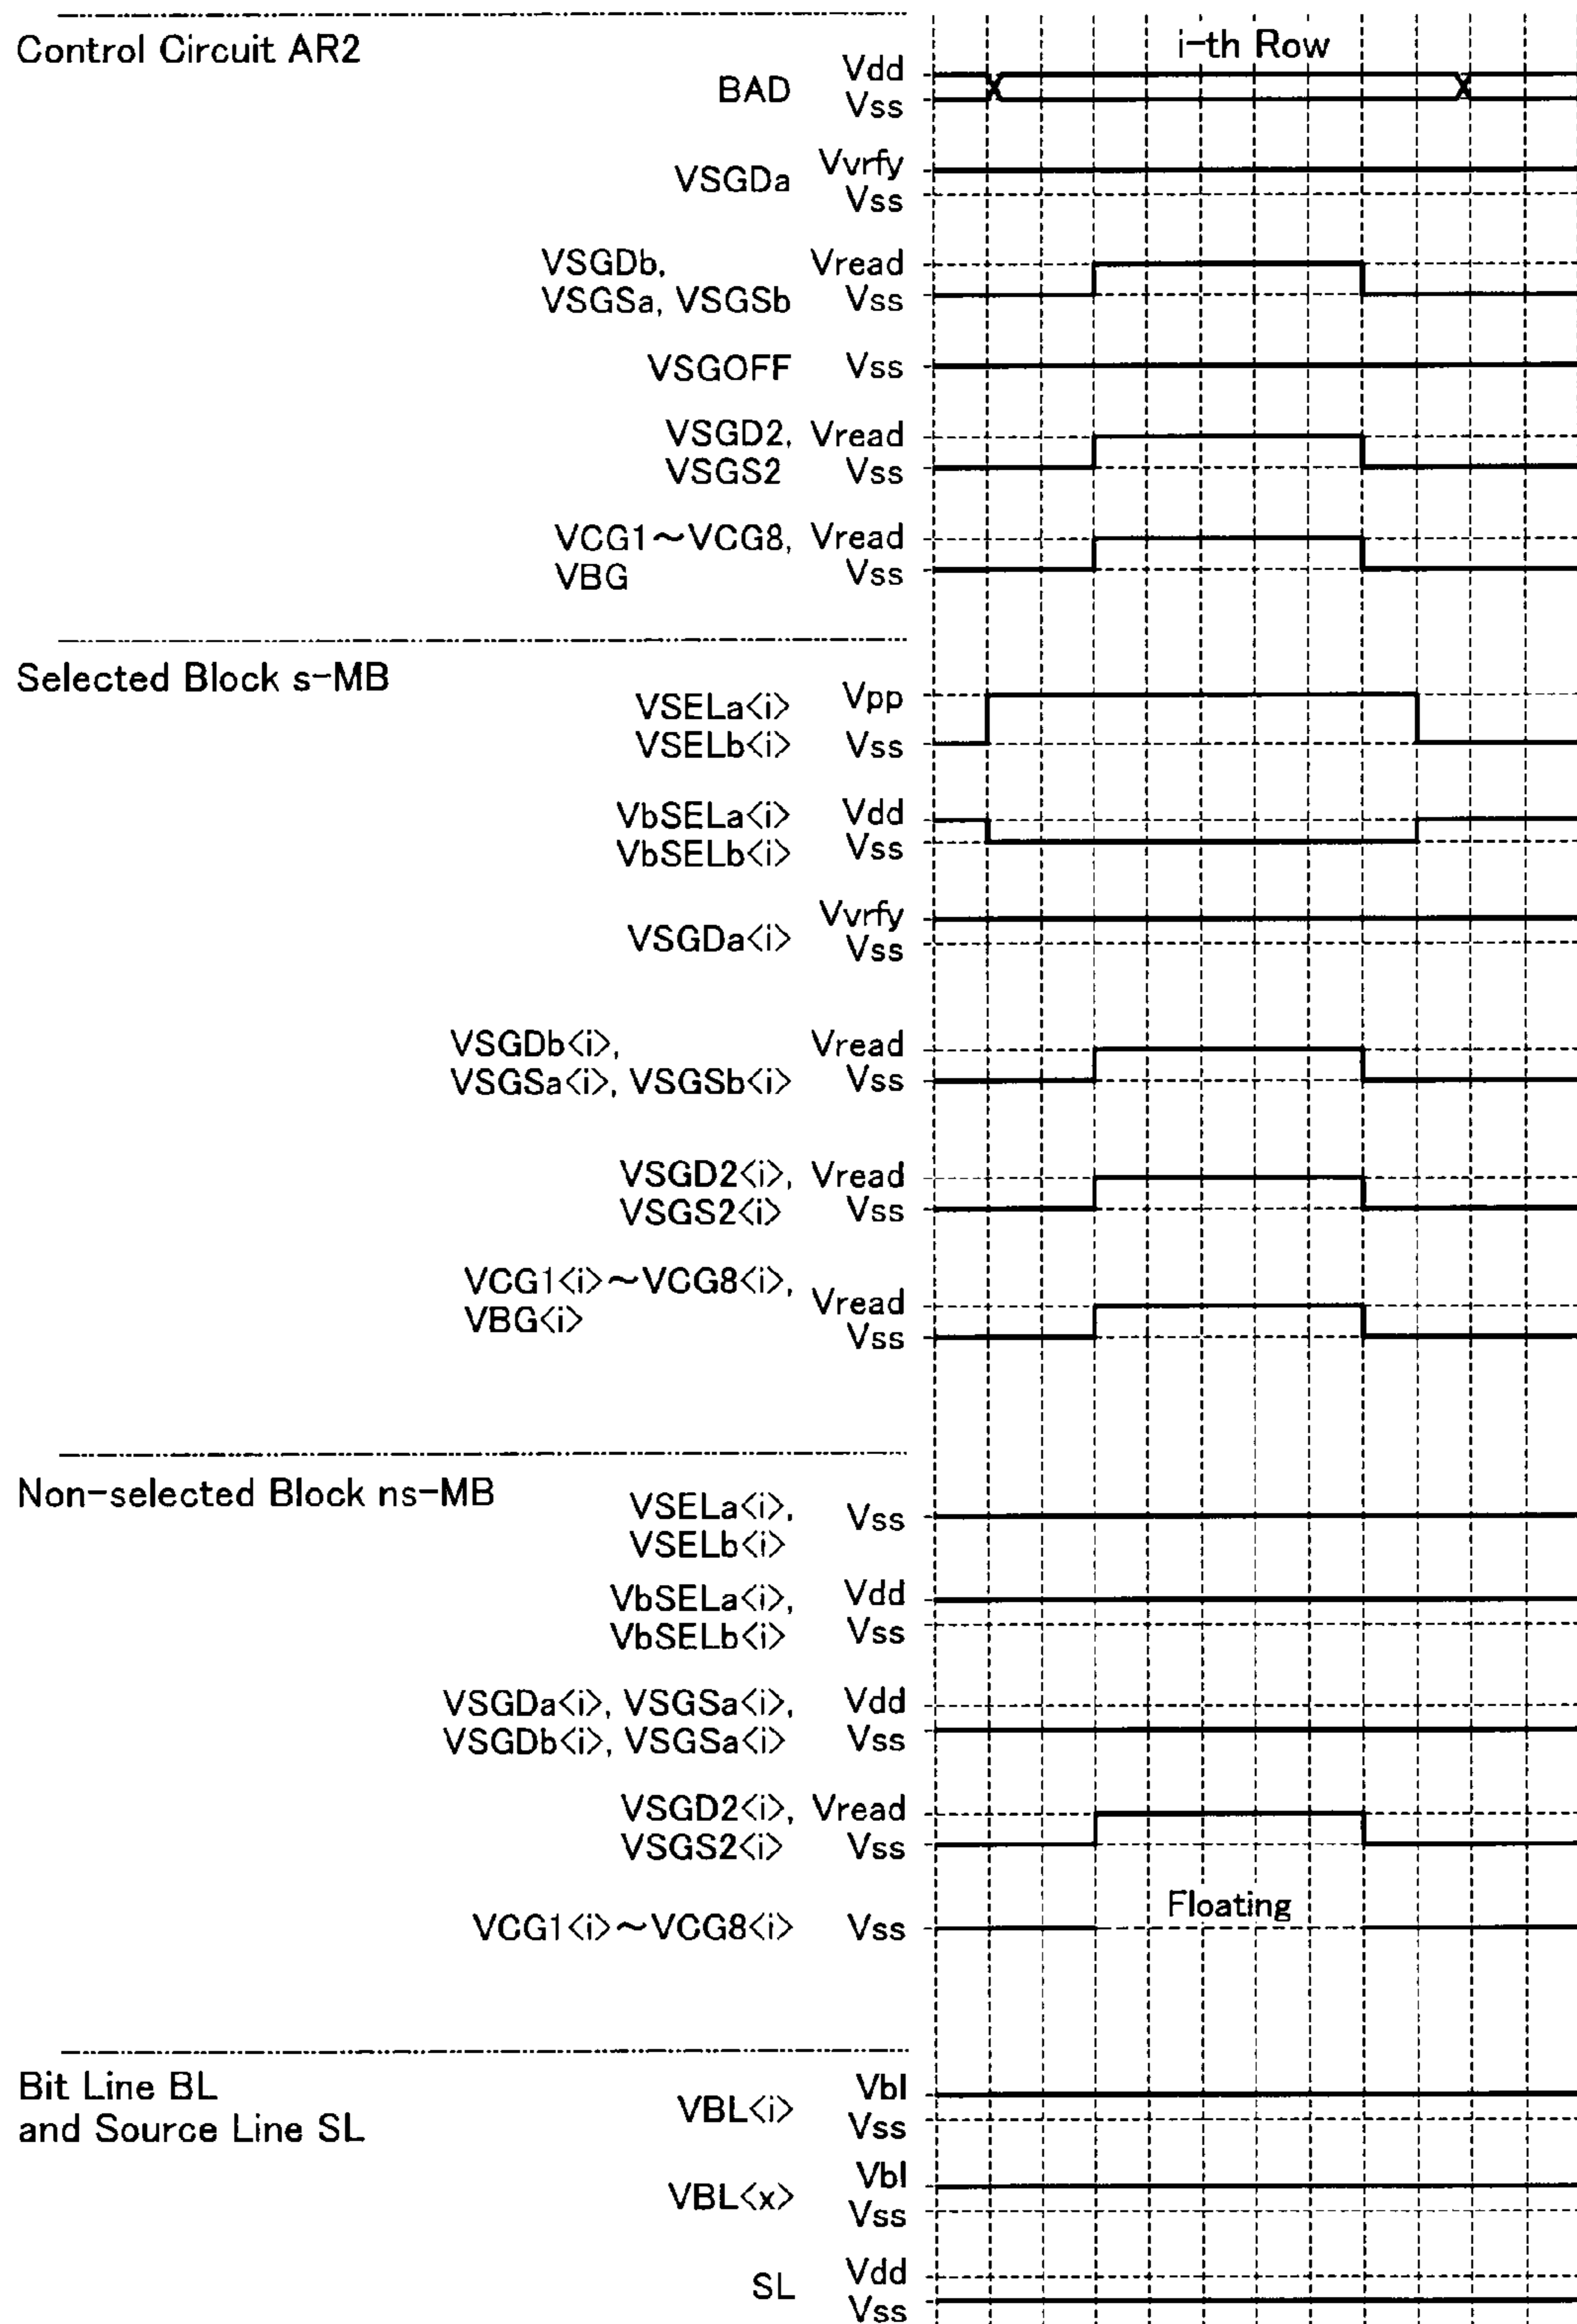 Control Circuit AR2
i-th Row
BAD
Vdd
Vss
VSGDa
Vvrfy
Vss
VSGDb,
VSGSa, VSGSb
Vread
Vss
VSGOFF
Vss
VSGD2,
VSGS2
Vread
Vss
VCG1～VCG8,
VBG
Vread
Vss
Selected Block s-MB
VSELa<i>
VSELb<i>
Vpp
Vss
VbSELa<i>
VbSELb<i>
Vdd
Vss
VSGDa<i>
Vvrfy
Vss
VSGDb<i>,
VSGSa<i>, VSGSb<i>
Vread
Vss
VSGD2<i>,
VSGS2<i>
Vread
Vss
VCG1<i>～VCG8<i>,
VBG<i>
Vread
Vss
Non-selected Block ns-MB
VSELa<i>,
VSELb<i>
Vss
VbSELa<i>,
VbSELb<i>
Vdd
Vss
VSGDa<i>, VSGSa<i>,
VSGDb<i>, VSGSa<i>
Vdd
Vss
VSGD2<i>,
VSGS2<i>
Vread
Vss
VCG1<i>～VCG8<i>
Vss
Floating
Bit Line BL
and Source Line SL
VBL<i>
Vbl
Vss
VBL<x>
Vbl
Vss
SL
Vdd
Vss